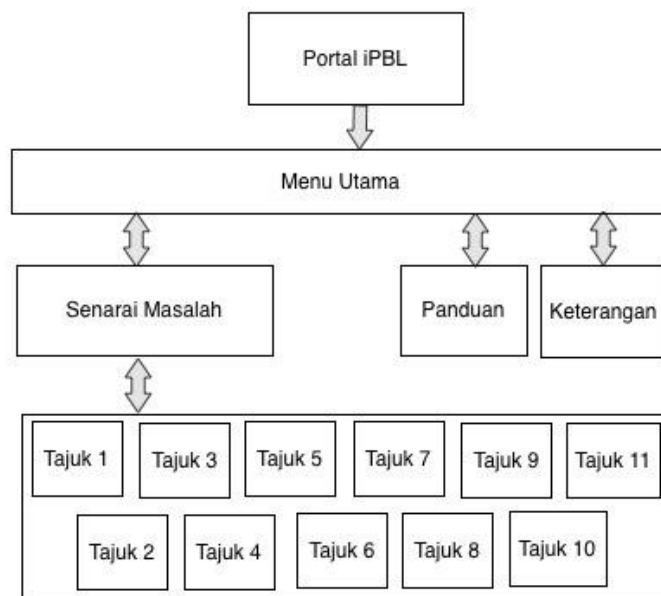 Portal iPBL
Menu Utama
Senarai Masalah
Panduan
Keterangan
Tajuk 1
Tajuk 3
Tajuk 5
Tajuk 7
Tajuk 9
Tajuk 11
Tajuk 2
Tajuk 4
Tajuk 6
Tajuk 8
Tajuk 10